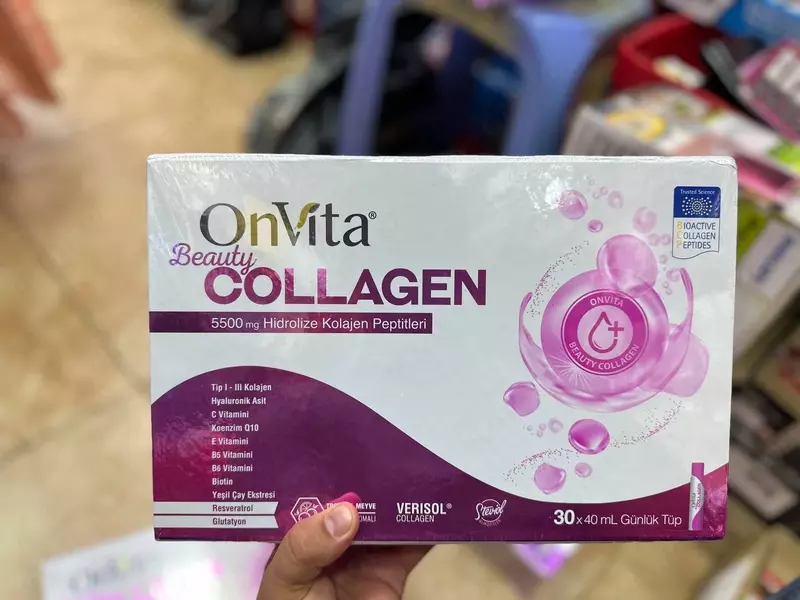 OnVita®
Beauty
COLLAGEN
5500 mg Hidrolize Kolajen Peptitleri
Tip I - III Kolajen
Hyaluronik Asit
C Vitamini
Koenzim Q10
E Vitamini
B5 Vitamini
B6 Vitamini
Biotin
Yeşil Çay Ekstresi
Resveratrol
Glutatyon
MEYVE
VERISOL®
COLLAGEN
Steviol
30 x 40 mL Günlük Tüp
ONVITA
BEAUTY COLLAGEN
Trusted Science
BIOACTIVE
COLLAGEN
PEPTIDES
OnVita